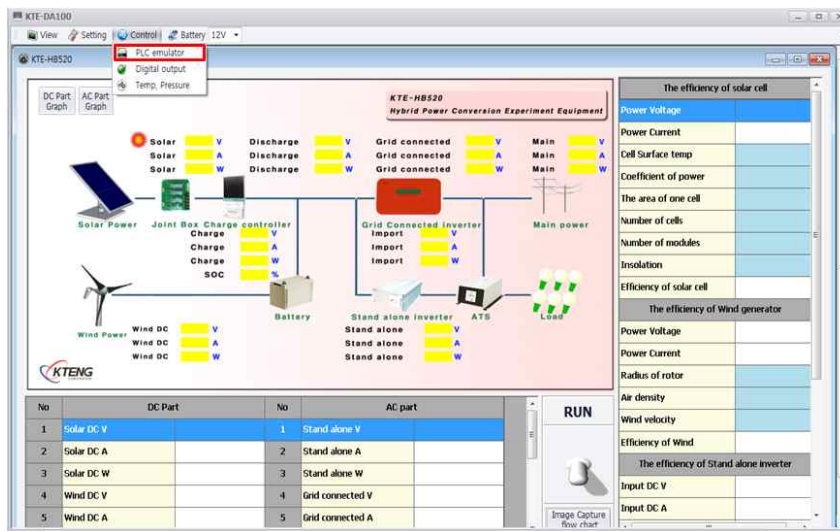 KTE-DA100
View Setting Control Battery 12V
KTE-HB520
PLC emulator
Digital output
Temp, Pressure
DC Part Graph
AC Part Graph
KTE-HB520
Hybrid Power Conversion Experiment Equipment
Solar V Discharge V Grid connected V Main V
Solar A Discharge A Grid connected A Main A
Solar W Discharge W Grid connected W Main W
Solar Power Joint Box Charge controller Grid Connected Inverter Main power
Charge V Import V
Charge A Import A
Charge W Import W
SOC %
Wind Power Battery Stand alone inverter ATS Load
Wind DC V Stand alone V
Wind DC A Stand alone A
Wind DC W Stand alone W
KTENG
No DC Part No AC part
1 Solar DC V 1 Stand alone V
2 Solar DC A 2 Stand alone A
3 Solar DC W 3 Stand alone W
4 Wind DC V 4 Grid connected V
5 Wind DC A 5 Grid connected A
RUN
Image Capture
flow chart
The efficiency of solar cell
Power Voltage
Power Current
Cell Surface temp
Coefficient of power
The area of one cell
Number of cells
Number of modules
Insolation
Efficiency of solar cell
The efficiency of Wind generator
Power Voltage
Power Current
Radius of rotor
Air density
Wind velocity
Efficiency of Wind
The efficiency of Stand alone inverter
Input DC V
Input DC A